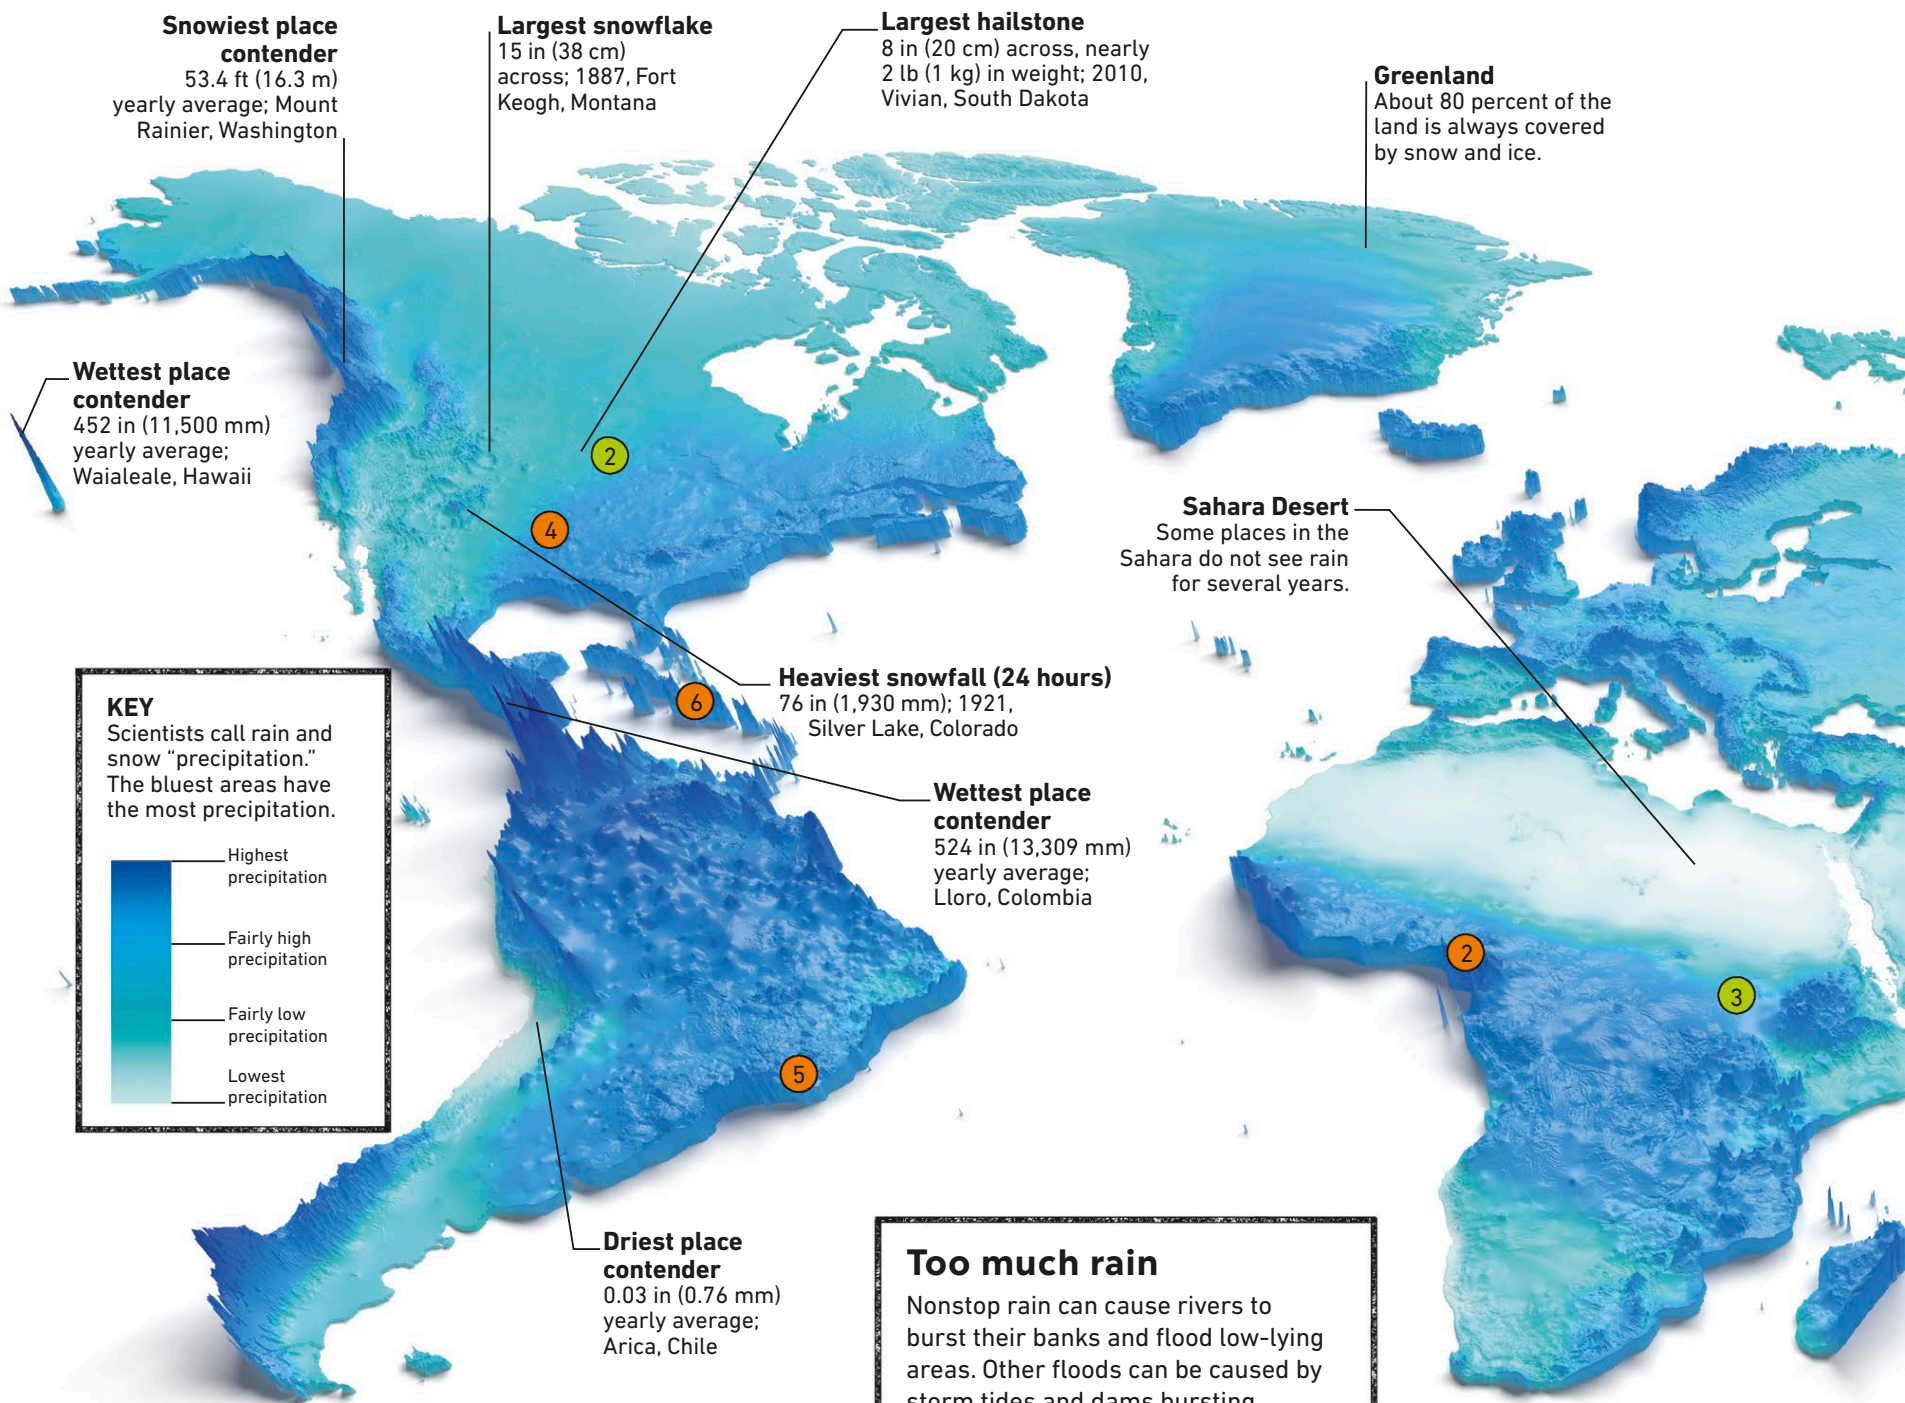 Snowiest place
contender
53.4 ft (16.3 m)
yearly average; Mount
Rainier, Washington
Largest snowflake
15 in (38 cm)
across; 1887, Fort
Keogh, Montana
Largest hailstone
8 in (20 cm) across, nearly
2 lb (1 kg) in weight; 2010,
Vivian, South Dakota
Greenland
About 80 percent of the
land is always covered
by snow and ice.
Wettest place
contender
452 in (11,500 mm)
yearly average;
Waialeale, Hawaii
2
4
Sahara Desert
Some places in the
Sahara do not see rain
for several years.
6
Heaviest snowfall (24 hours)
76 in (1,930 mm); 1921,
Silver Lake, Colorado
KEY
Scientists call rain and
snow “precipitation.”
The bluest areas have
the most precipitation.
Highest
precipitation
Fairly high
precipitation
Fairly low
precipitation
Lowest
precipitation
Wettest place
contender
524 in (13,309 mm)
yearly average;
Lloro, Colombia
2
3
5
Driest place
contender
0.03 in (0.76 mm)
yearly average;
Arica, Chile
Too much rain
Nonstop rain can cause rivers to
burst their banks and flood low-lying
areas. Other floods can be caused by
storm tides and dams bursting